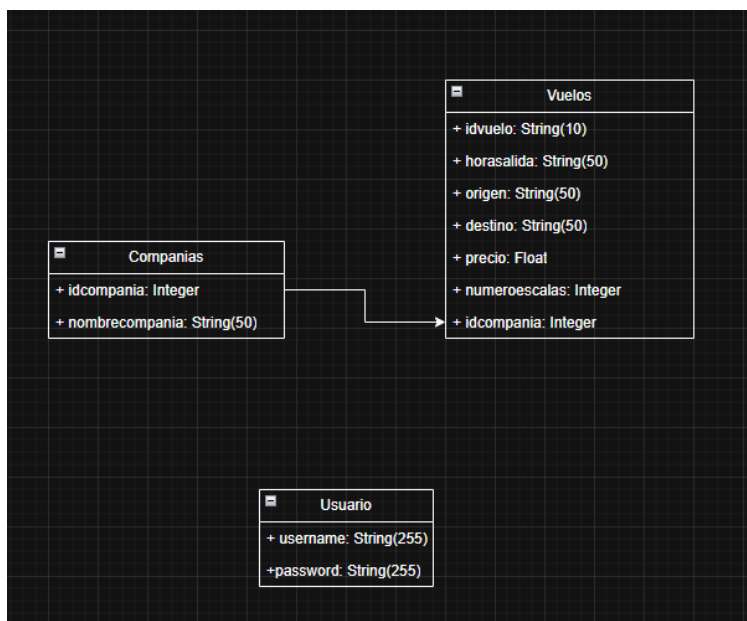 Vuelos
+ idvuelo: String(10)
+ horasalida: String(50)
+ origen: String(50)
+ destino: String(50)
+ precio: Float
+ numeroescalas: Integer
+ idcompania: Integer
Companias
+ idcompania: Integer
+ nombrecompania: String(50)
Usuario
+ username: String(255)
+password: String(255)